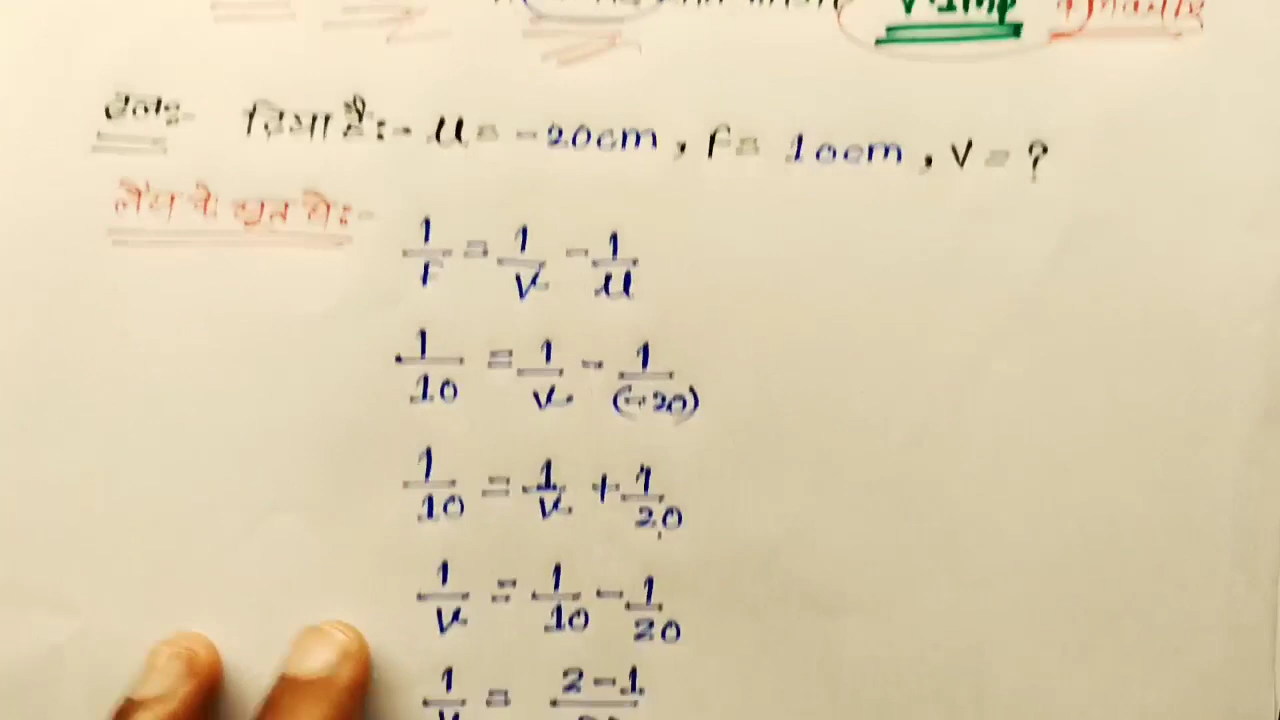 V. Imp
हलः- दिया हैः- u = -20cm, f = 10cm, v = ?
लेंस के सूत्र सेः-
1/f = 1/v - 1/u
1/10 = 1/v - 1/(-20)
1/10 = 1/v + 1/20
1/v = 1/10 - 1/20
1/v = 2-1